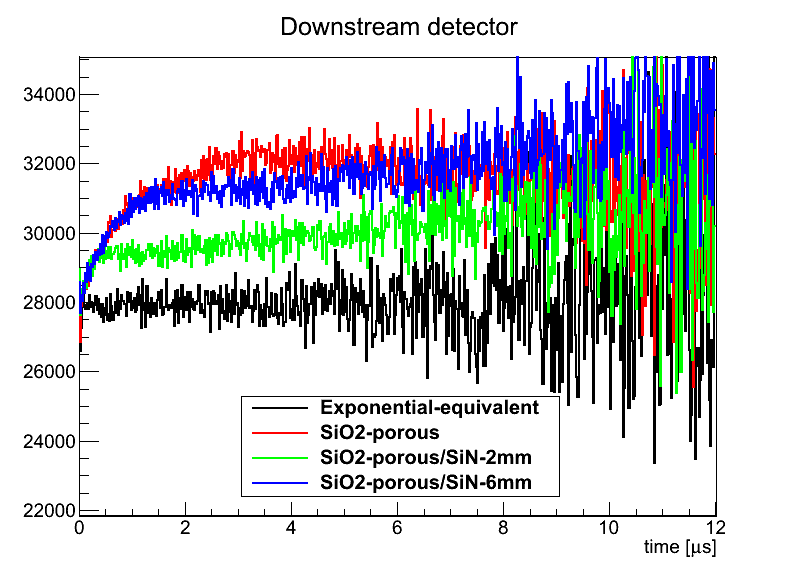 Downstream detector
34000
32000
30000
28000
26000
24000
22000
Exponential-equivalent
SiO2-porous
SiO2-porous/SiN-2mm
SiO2-porous/SiN-6mm
0 2 4 6 8 10 12
time [μs]